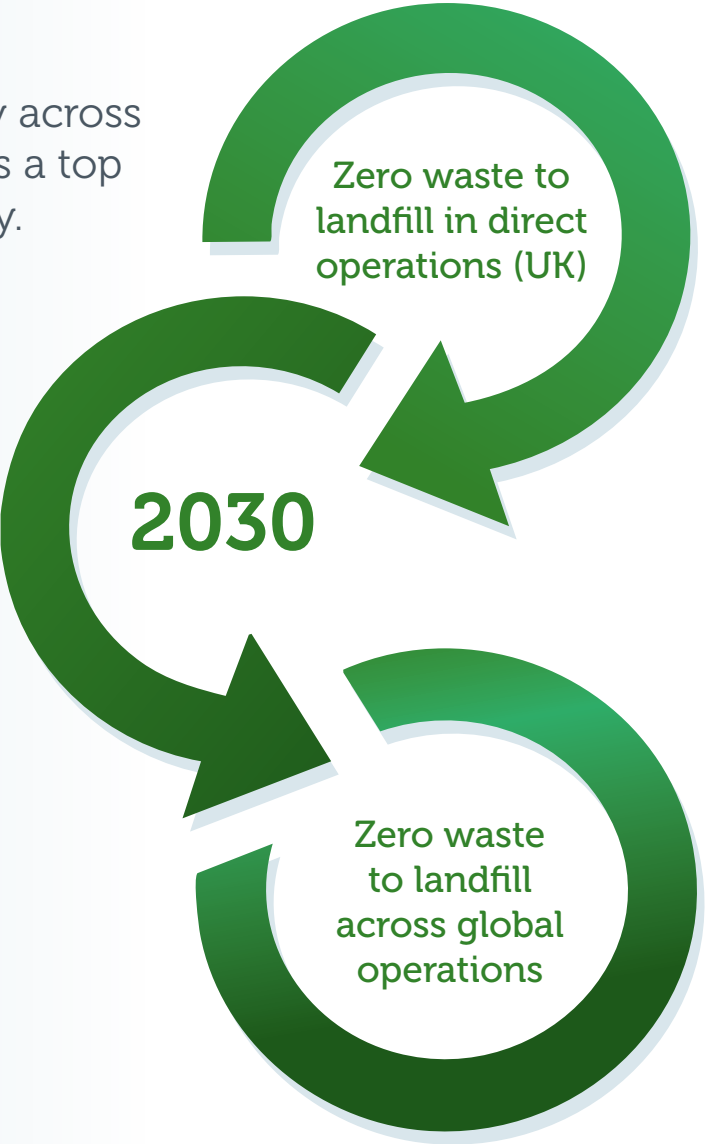 across
s a top
y.
Zero waste to
landfill in direct
operations (UK)
2030
Zero waste
to landfill
across global
operations